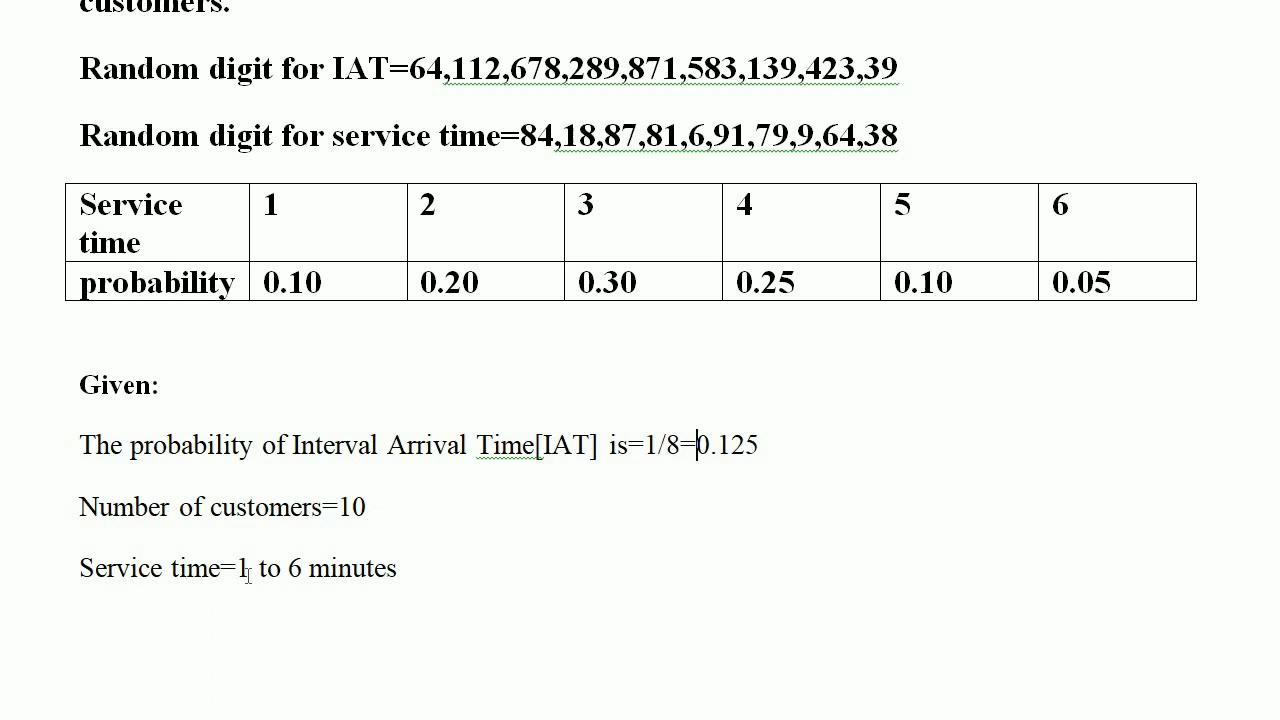 customers.
Random digit for IAT=64,112,678,289,871,583,139,423,39
Random digit for service time=84,18,87,81,6,91,79,9,64,38
Service time 1 2 3 4 5 6
probability 0.10 0.20 0.30 0.25 0.10 0.05
Given:
The probability of Interval Arrival Time[IAT] is=1/8=0.125
Number of customers=10
Service time=1 to 6 minutes